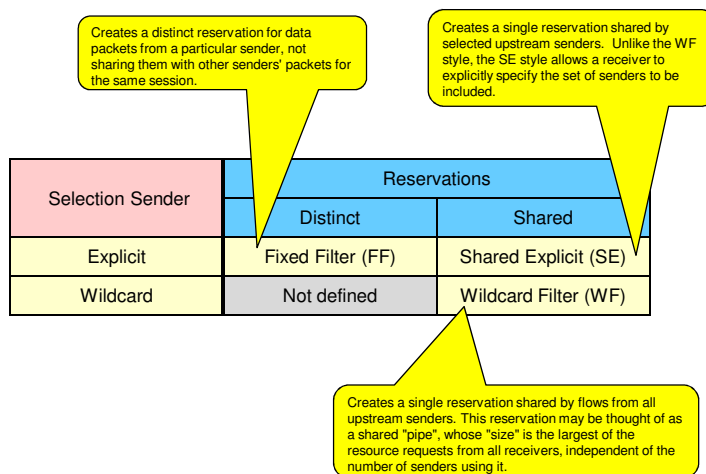 Creates a distinct reservation for data
packets from a particular sender, not
sharing them with other senders' packets for
the same session.
Creates a single reservation shared by
selected upstream senders. Unlike the WF
style, the SE style allows a receiver to
explicitly specify the set of senders to be
included.
Selection Sender
Reservations
Distinct
Shared
Explicit
Fixed Filter (FF)
Shared Explicit (SE)
Wildcard
Not defined
Wildcard Filter (WF)
Creates a single reservation shared by flows from all
upstream senders. This reservation may be thought of as
a shared "pipe", whose "size" is the largest of the
resource requests from all receivers, independent of the
number of senders using it.